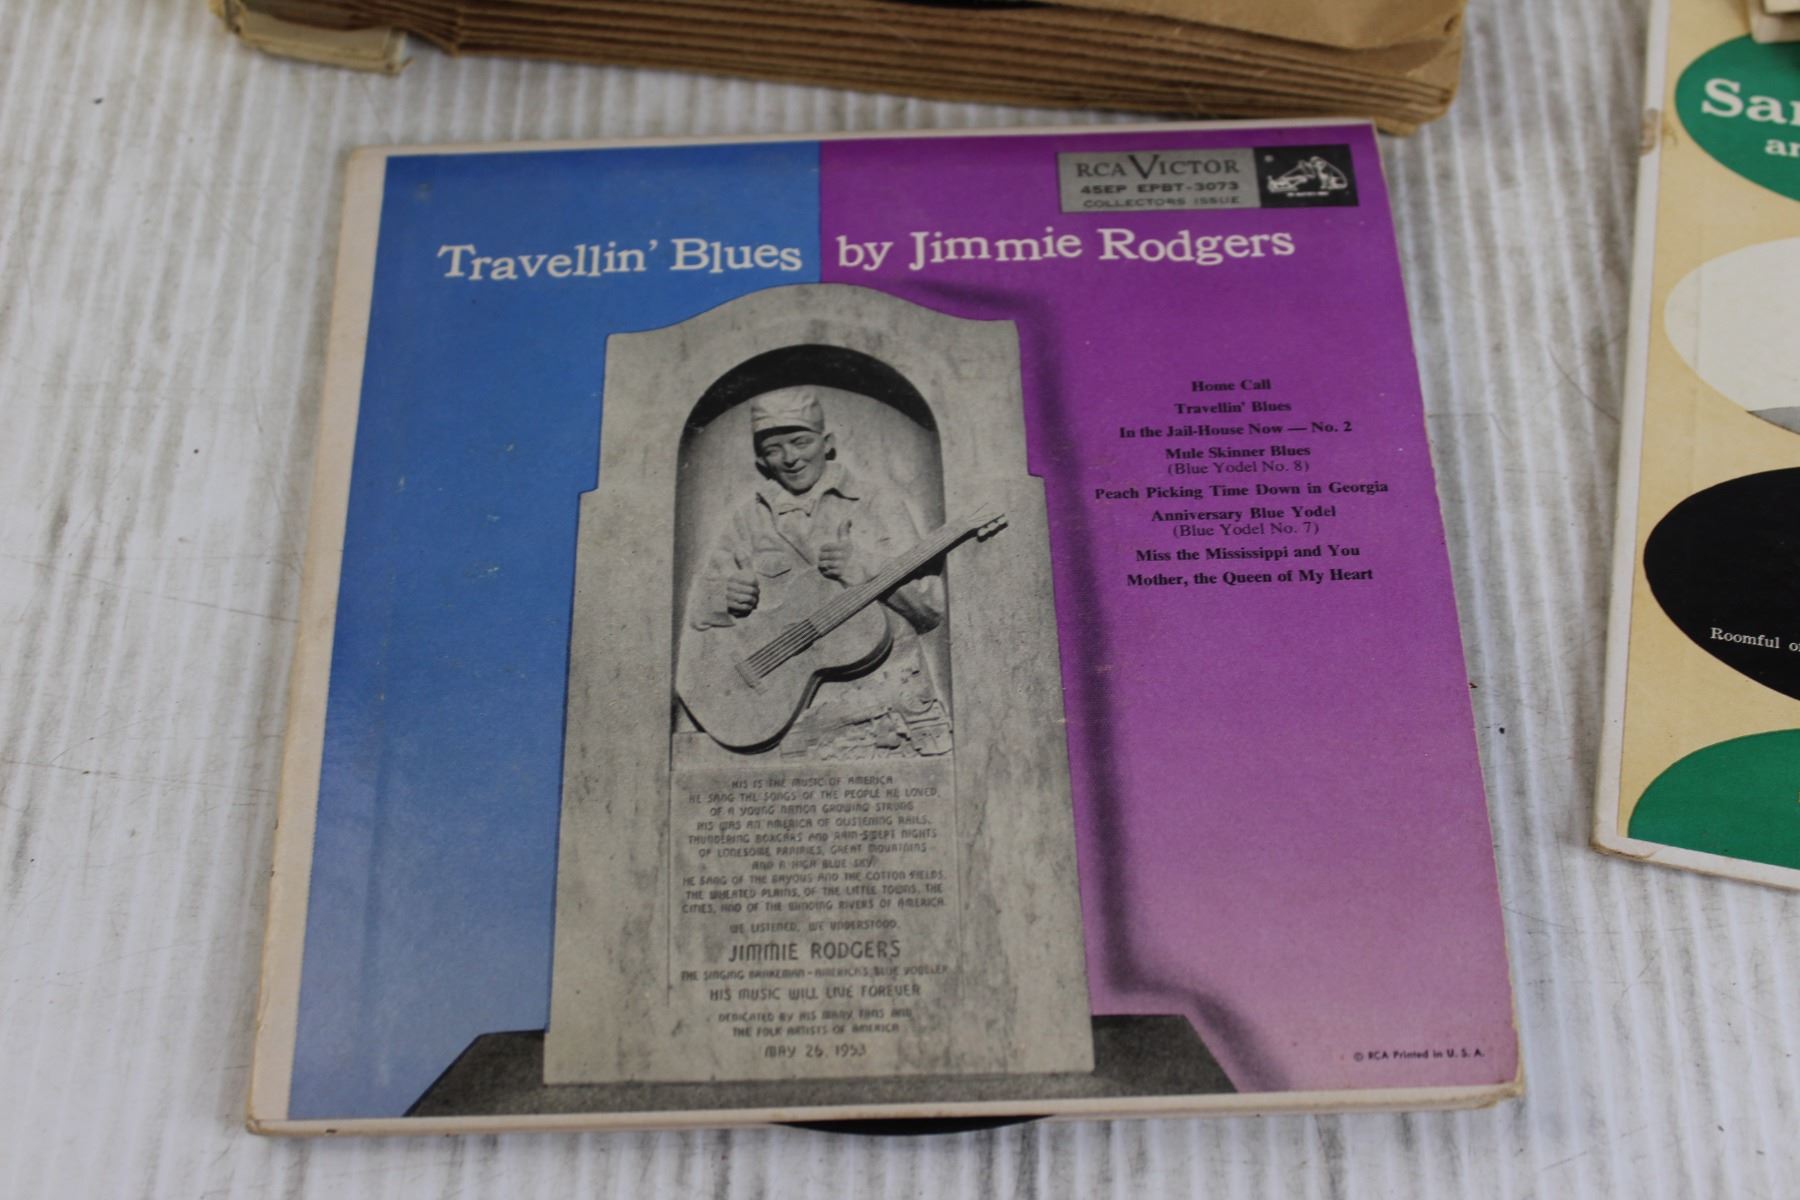 RCA VICTOR
45EP EPBT-3073
COLLECTORS ISSUE
Travellin' Blues by Jimmie Rodgers
Home Call
Travellin' Blues
In the Jail-House Now — No. 2
Mule Skinner Blues
(Blue Yodel No. 8)
Peach Picking Time Down in Georgia
Anniversary Blue Yodel
(Blue Yodel No. 7)
Miss the Mississippi and You
Mother, the Queen of My Heart
HIS IS THE MUSIC OF AMERICA
HE SANG THE SONGS OF THE PEOPLE HE LOVED,
OF A YOUNG NATION GROWING STRONG
HIS WAS AN AMERICA OF GLISTENING RAILS,
THUNDERING BOXCARS AND RAIN-SWEPT NIGHTS
OF LONESOME PRAIRIES, GREAT MOUNTAINS
AND A HIGH BLUE SKY.
HE SANG OF THE BAYOUS AND THE COTTON FIELDS,
THE WHEATED PLAINS, OF THE LITTLE TOWNS, THE
CITIES, AND OF THE WINDING RIVERS OF AMERICA.
WE LISTENED, WE UNDERSTOOD.
JIMMIE RODGERS
THE SINGING BRAKEMAN - AMERICA'S BLUE YODELER
HIS MUSIC WILL LIVE FOREVER
DEDICATED BY HIS MANY FANS AND
THE FOLK ARTISTS OF AMERICA
MAY 26, 1953
© RCA Printed in U. S. A.
Roomful